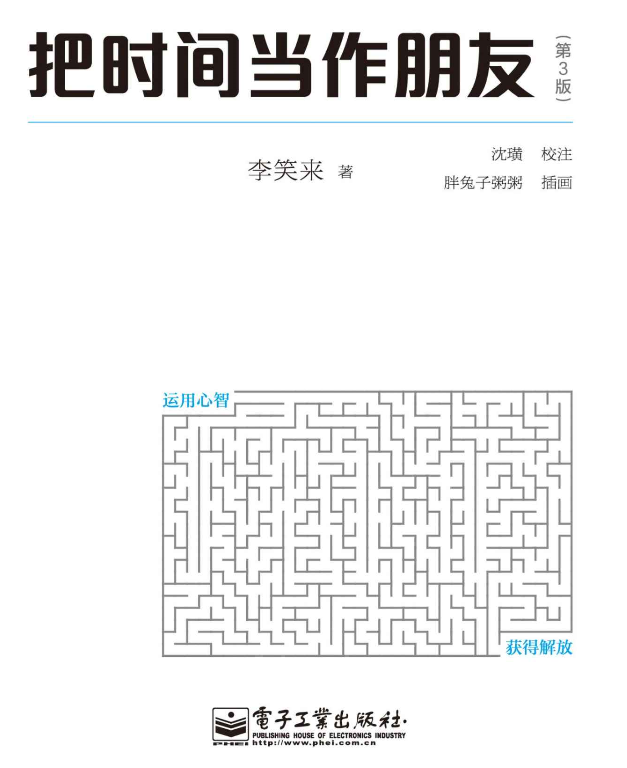 把时间当作朋友（第3版）
李笑来 著
沈璜 校注
胖兔子粥粥 插画
运用心智
获得解放
電子工業出版社·
PUBLISHING HOUSE OF ELECTRONICS INDUSTRY
PHEI http://www.phei.com.cn